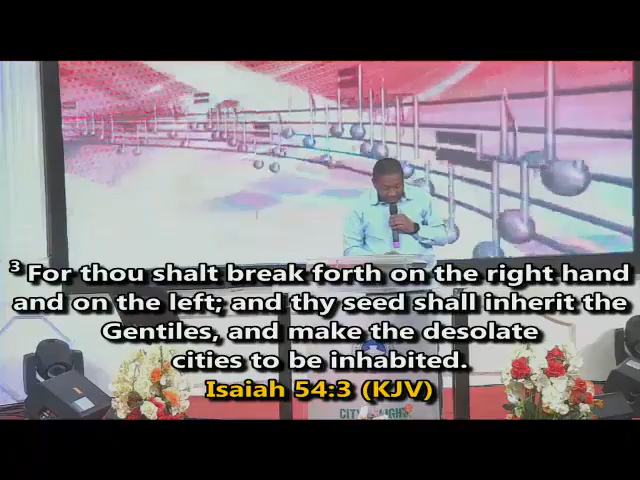 3 For thou shalt break forth on the right hand
and on the left; and thy seed shall inherit the
Gentiles, and make the desolate
cities to be inhabited.
Isaiah 54:3 (KJV)
CITY